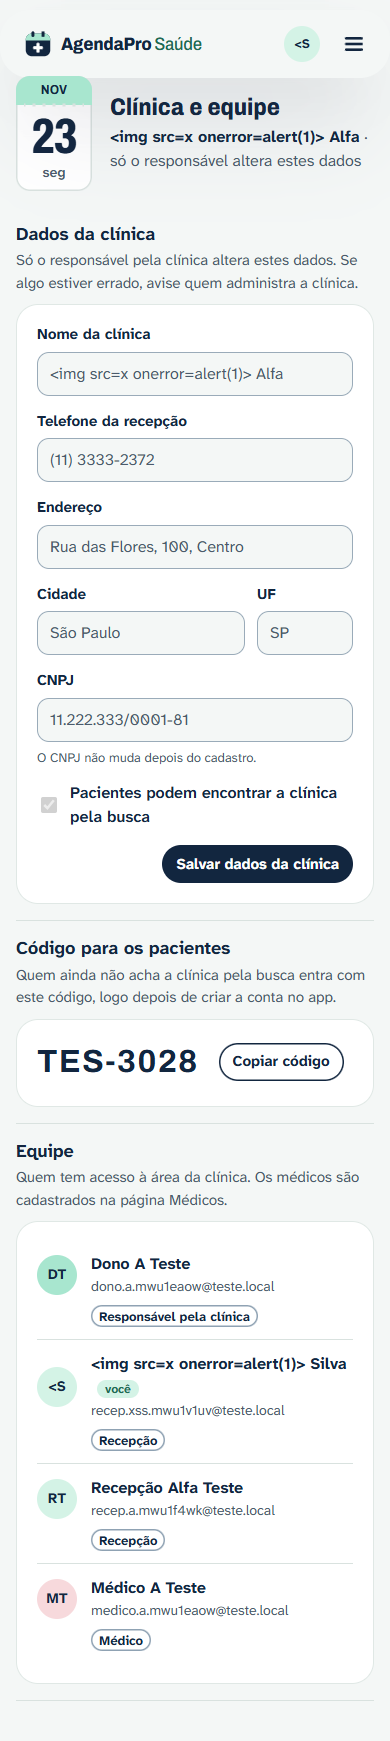 AgendaPro Saúde
<S
NOV
23
seg
Clínica e equipe
<img src=x onerror=alert(1)> Alfa ·
só o responsável altera estes dados
Dados da clínica
Só o responsável pela clínica altera estes dados. Se
algo estiver errado, avise quem administra a clínica.
Nome da clínica
<img src=x onerror=alert(1)> Alfa
Telefone da recepção
(11) 3333-2372
Endereço
Rua das Flores, 100, Centro
Cidade
UF
São Paulo
SP
CNPJ
11.222.333/0001-81
O CNPJ não muda depois do cadastro.
Pacientes podem encontrar a clínica
pela busca
Salvar dados da clínica
Código para os pacientes
Quem ainda não acha a clínica pela busca entra com
este código, logo depois de criar a conta no app.
TES-3028
Copiar código
Equipe
Quem tem acesso à área da clínica. Os médicos são
cadastrados na página Médicos.
DT
Dono A Teste
dono.a.mwu1eaow@teste.local
Responsável pela clínica
<S
<img src=x onerror=alert(1)> Silva
você
recep.xss.mwu1v1uv@teste.local
Recepção
RT
Recepção Alfa Teste
recep.a.mwu1f4wk@teste.local
Recepção
MT
Médico A Teste
medico.a.mwu1eaow@teste.local
Médico